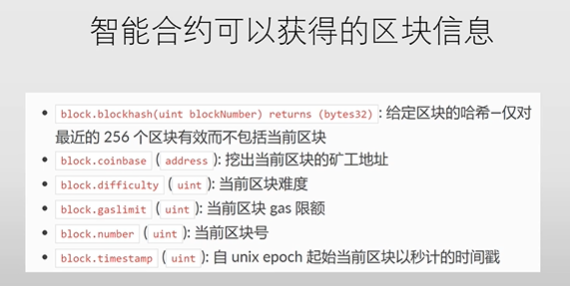 智能合约可以获得的区块信息
• block.blockhash(uint blockNumber) returns (bytes32) : 给定区块的哈希—仅对
最近的 256 个区块有效而不包括当前区块
• block.coinbase ( address ): 挖出当前区块的矿工地址
• block.difficulty ( uint ): 当前区块难度
• block.gaslimit ( uint ): 当前区块 gas 限额
• block.number ( uint ): 当前区块号
• block.timestamp ( uint ): 自 unix epoch 起始当前区块以秒计的时间戳